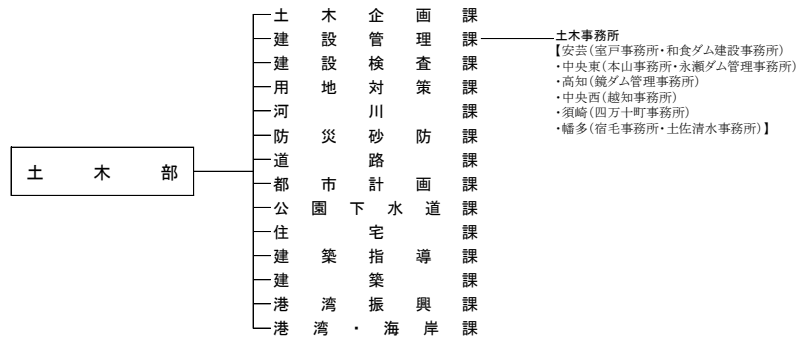 土木部
土木企画課
建設管理課
建設検査課
用地対策課
河川課
防災砂防課
道路課
都市計画課
公園下水道課
住宅課
建築指導課
建築課
港湾振興課
港湾・海岸課
土木事務所
【安芸(室戸事務所・和食ダム建設事務所)
・中央東(本山事務所・永瀬ダム管理事務所)
・高知(鏡ダム管理事務所)
・中央西(越知事務所)
・須崎(四万十町事務所)
・幡多(宿毛事務所・土佐清水事務所)】